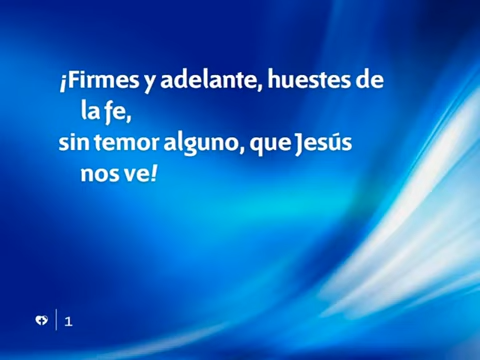 ¡Firmes y adelante, huestes de
la fe,
sin temor alguno, que Jesús
nos ve!
1